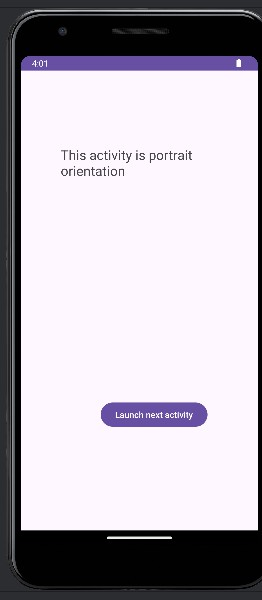 4:01
This activity is portrait
orientation
Launch next activity